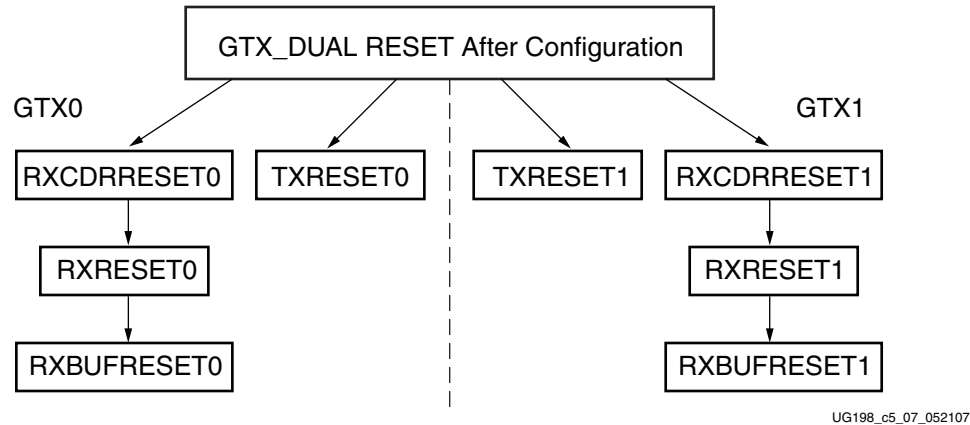 GTX_DUAL RESET After Configuration
GTX0
GTX1
RXCDRRESET0
TXRESET0
TXRESET1
RXCDRRESET1
RXRESET0
RXRESET1
RXBUFRESET0
RXBUFRESET1
UG198_c5_07_052107